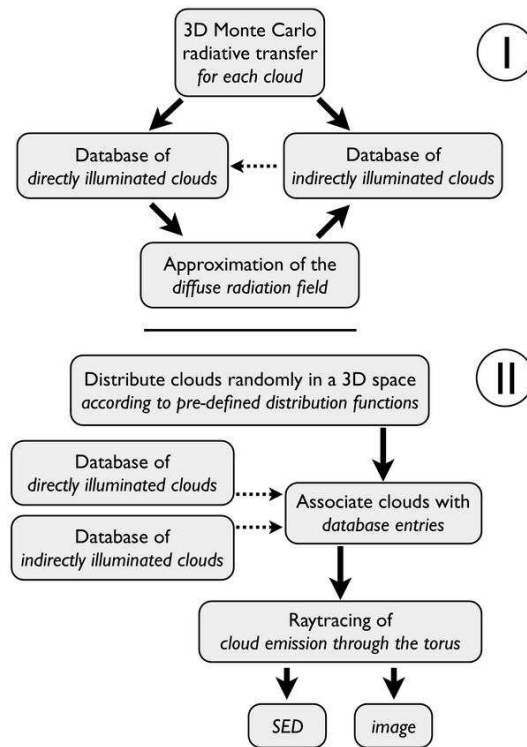 3D Monte Carlo
radiative transfer
for each cloud
I
Database of
directly illuminated clouds
Database of
indirectly illuminated clouds
Approximation of the
diffuse radiation field
II
Distribute clouds randomly in a 3D space
according to pre-defined distribution functions
Database of
directly illuminated clouds
Associate clouds with
database entries
Database of
indirectly illuminated clouds
Raytracing of
cloud emission through the torus
SED
image